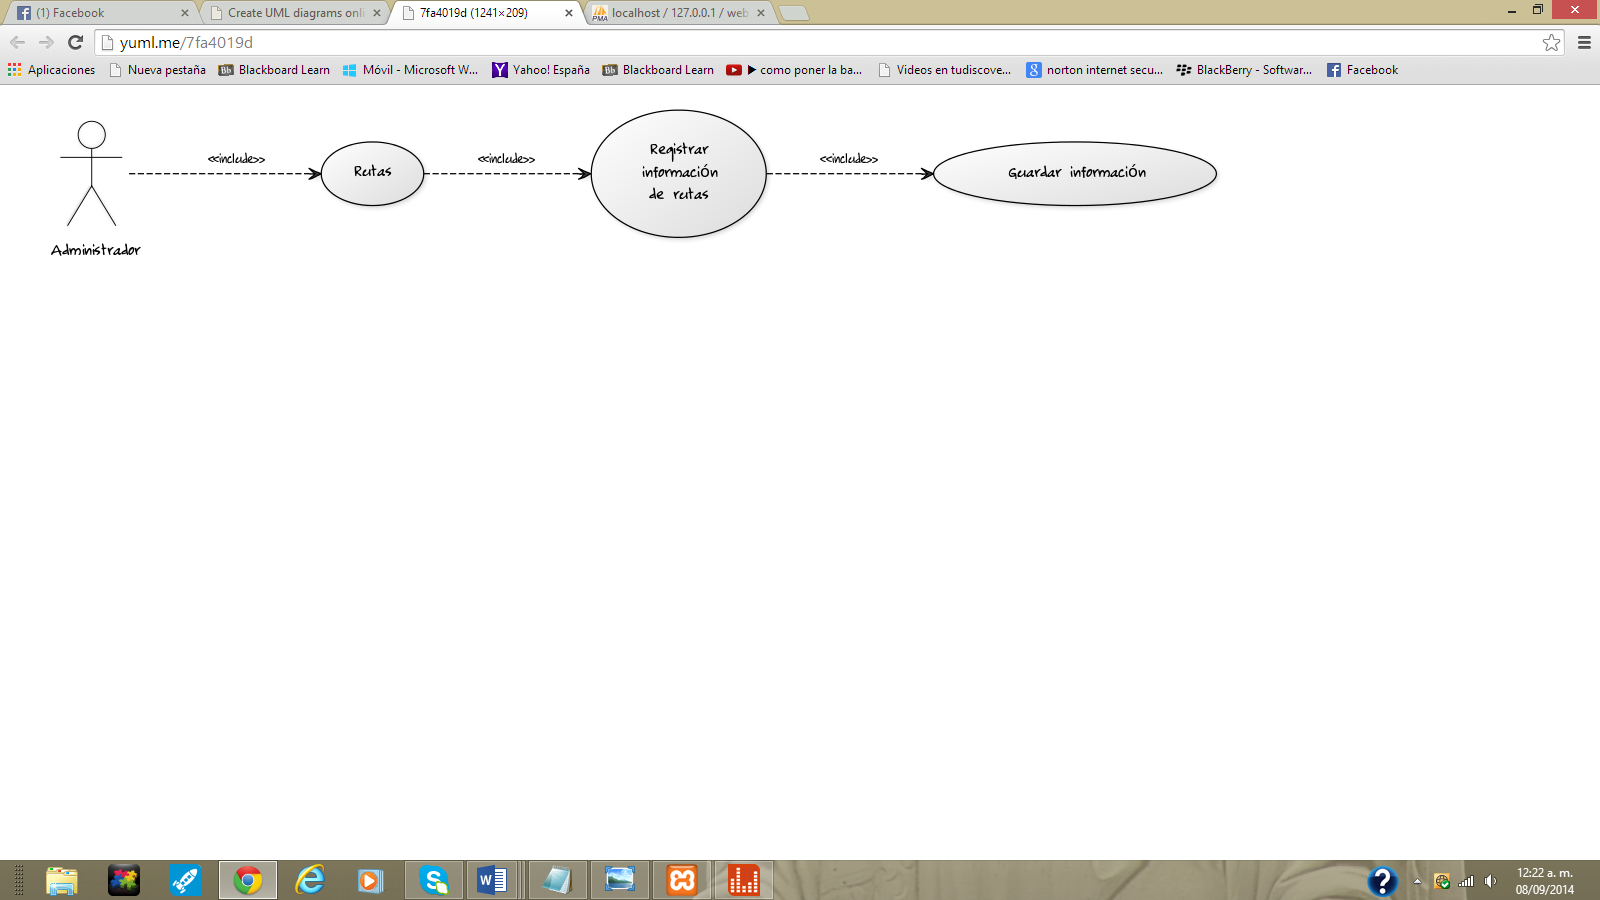 (1) Facebook
Create UML diagrams onli
7fa4019d (1241×209)
localhost / 127.0.0.1 / web
yuml.me/7fa4019d
Aplicaciones
Nueva pestaña
Bb Blackboard Learn
Móvil - Microsoft W...
Yahoo! España
Bb Blackboard Learn
▶ como poner la ba...
Videos en tudiscove...
norton internet secu...
BlackBerry - Softwar...
Facebook
<<include>>
<<include>>
<<include>>
Rutas
Registrar
información
de rutas
Guardar información
Administrador
12:22 a. m.
08/09/2014